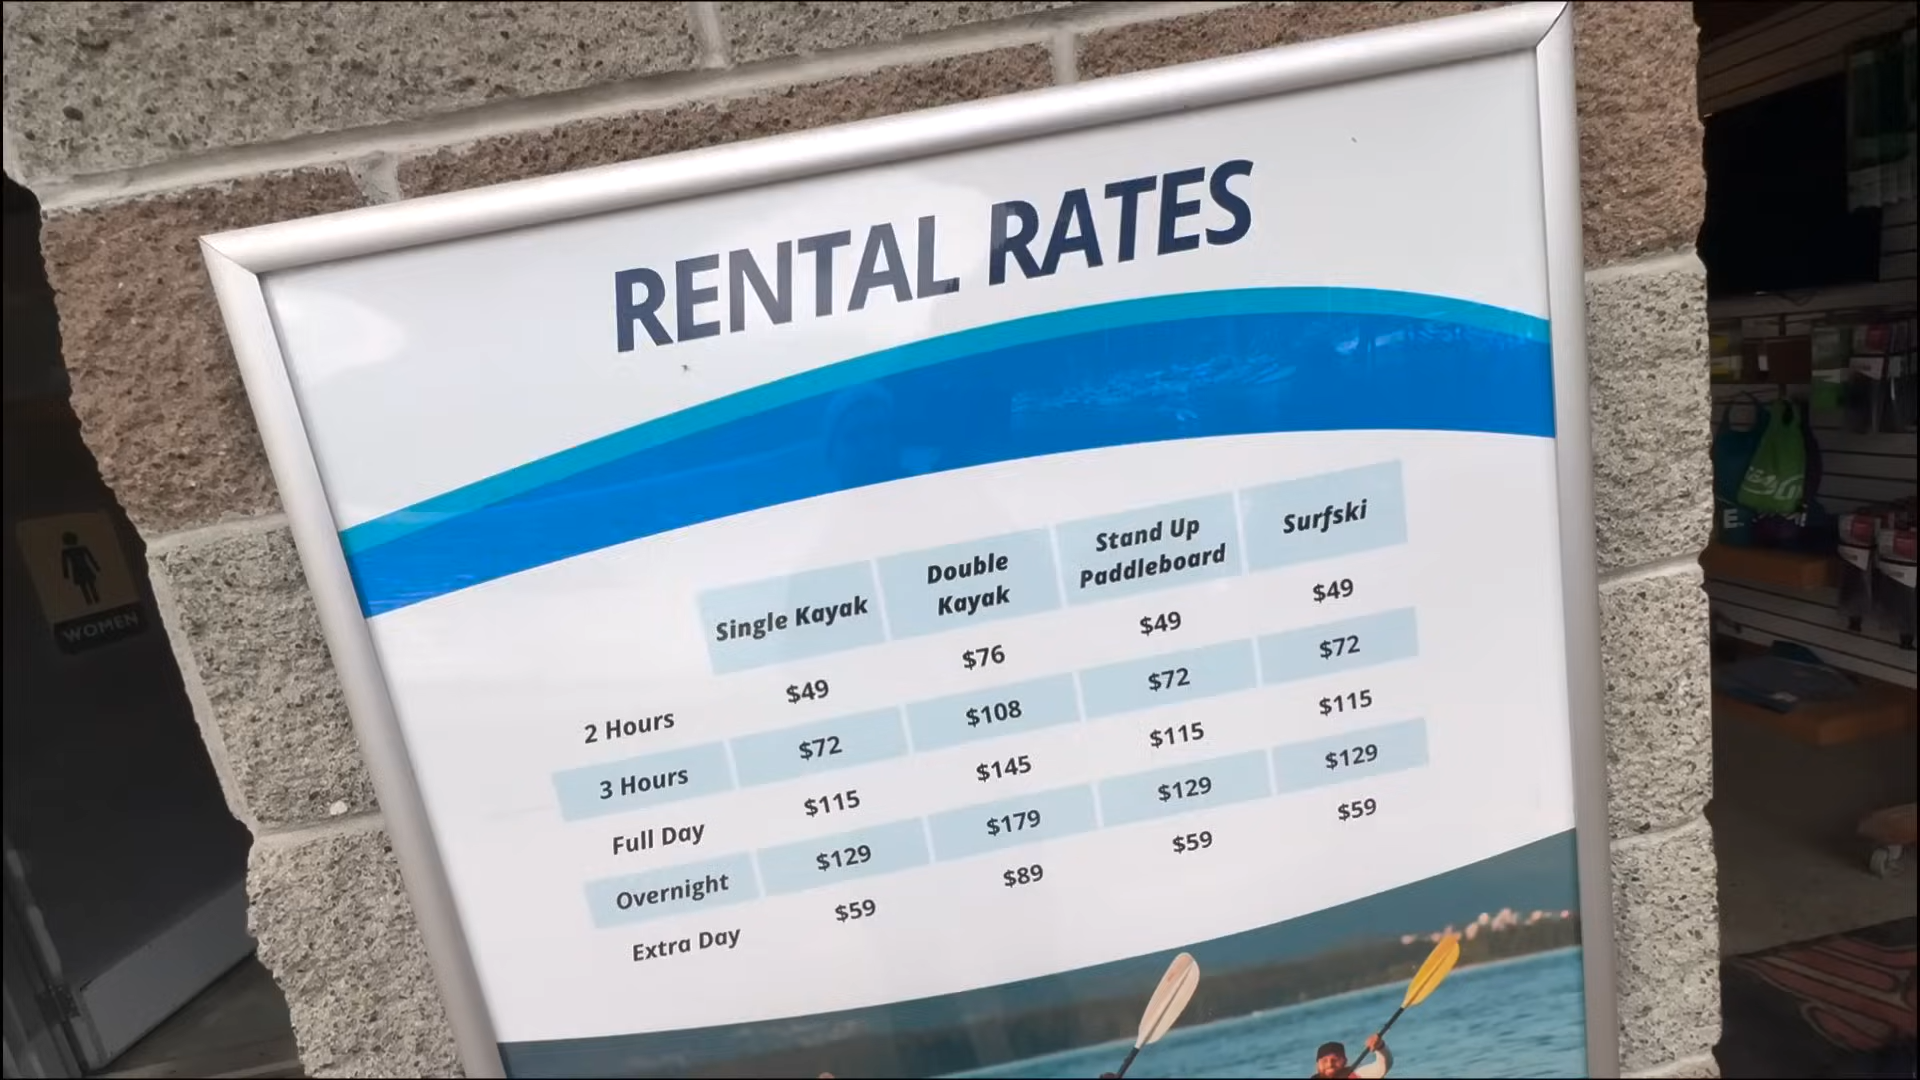 RENTAL RATES
Single Kayak Double Kayak Stand Up Paddleboard Surfski
2 Hours $49 $76 $49 $49
3 Hours $72 $108 $72 $72
Full Day $115 $145 $115 $115
Overnight $129 $179 $129 $129
Extra Day $59 $89 $59 $59
WOMEN